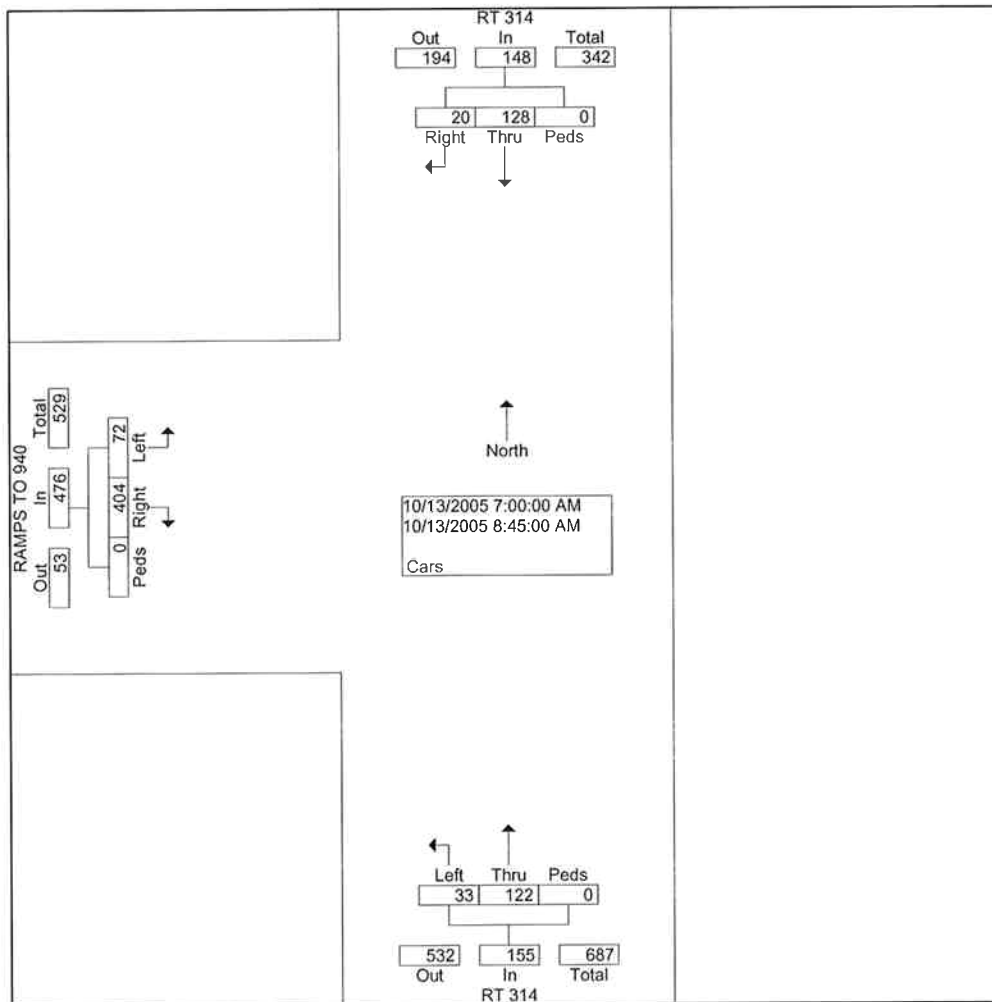 RT 314
Out In Total
194 148 342
20 128 0
Right Thru Peds
RAMPS TO 940
Out In Total
53 476 529
0 404 72
Peds Right Left
North
10/13/2005 7:00:00 AM
10/13/2005 8:45:00 AM
Cars
Left Thru Peds
33 122 0
532 155 687
Out In Total
RT 314